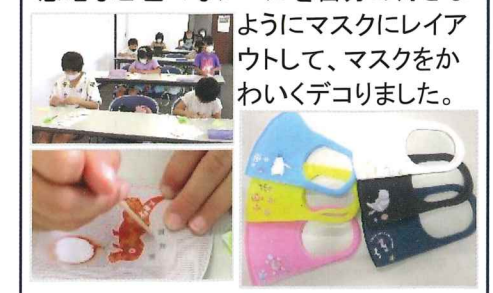 ようにマスクにレイア
ウトして、マスクをか
わいくデコりました。